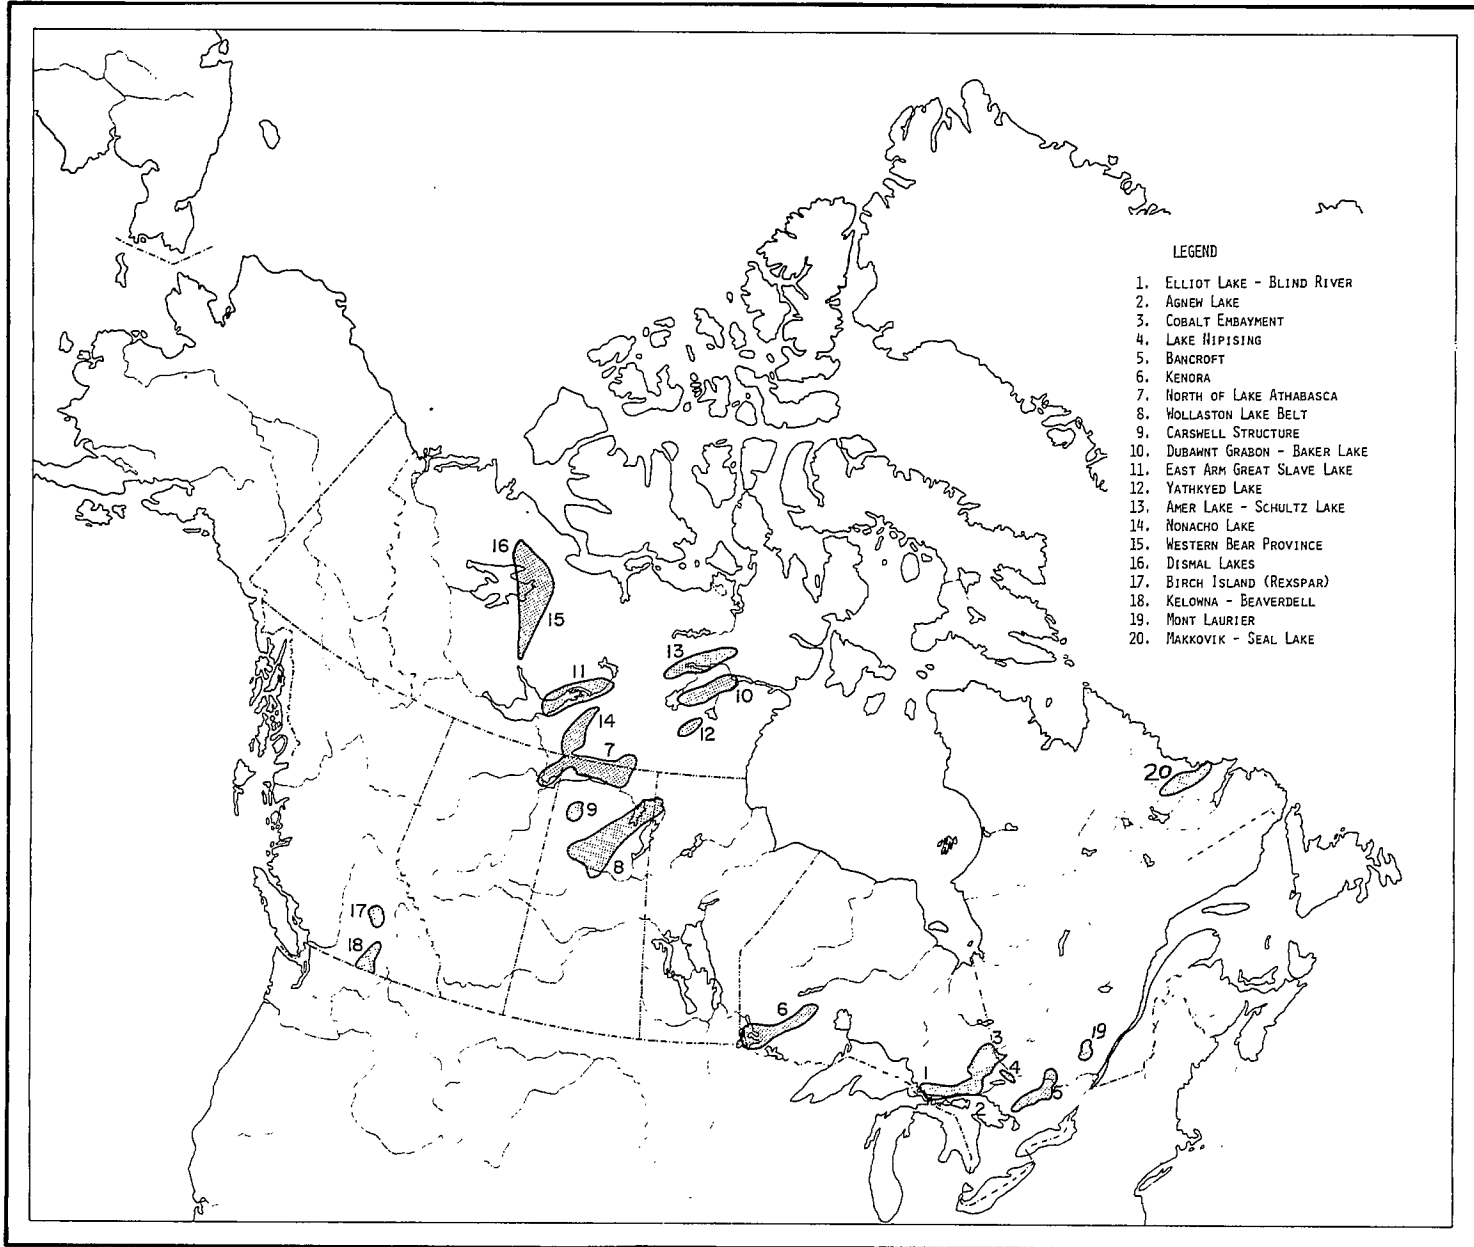 LEGEND
1. ELLIOT LAKE - BLIND RIVER
2. AGNEW LAKE
3. COBALT EMBAYMENT
4. LAKE NIPISING
5. BANCROFT
6. KENORA
7. NORTH OF LAKE ATHABASCA
8. WOLLASTON LAKE BELT
9. CARSWELL STRUCTURE
10. DUBAWNT GRABON - BAKER LAKE
11. EAST ARM GREAT SLAVE LAKE
12. YATHKYED LAKE
13. AMER LAKE - SCHULTZ LAKE
14. NONACHO LAKE
15. WESTERN BEAR PROVINCE
16. DISMAL LAKES
17. BIRCH ISLAND (REXSPAR)
18. KELOWNA - BEAVERDELL
19. MONT LAURIER
20. MAKKOVIK - SEAL LAKE
16
15
13
11
10
14
12
7
20
9
8
17
18
6
19
3
4
1
5
2